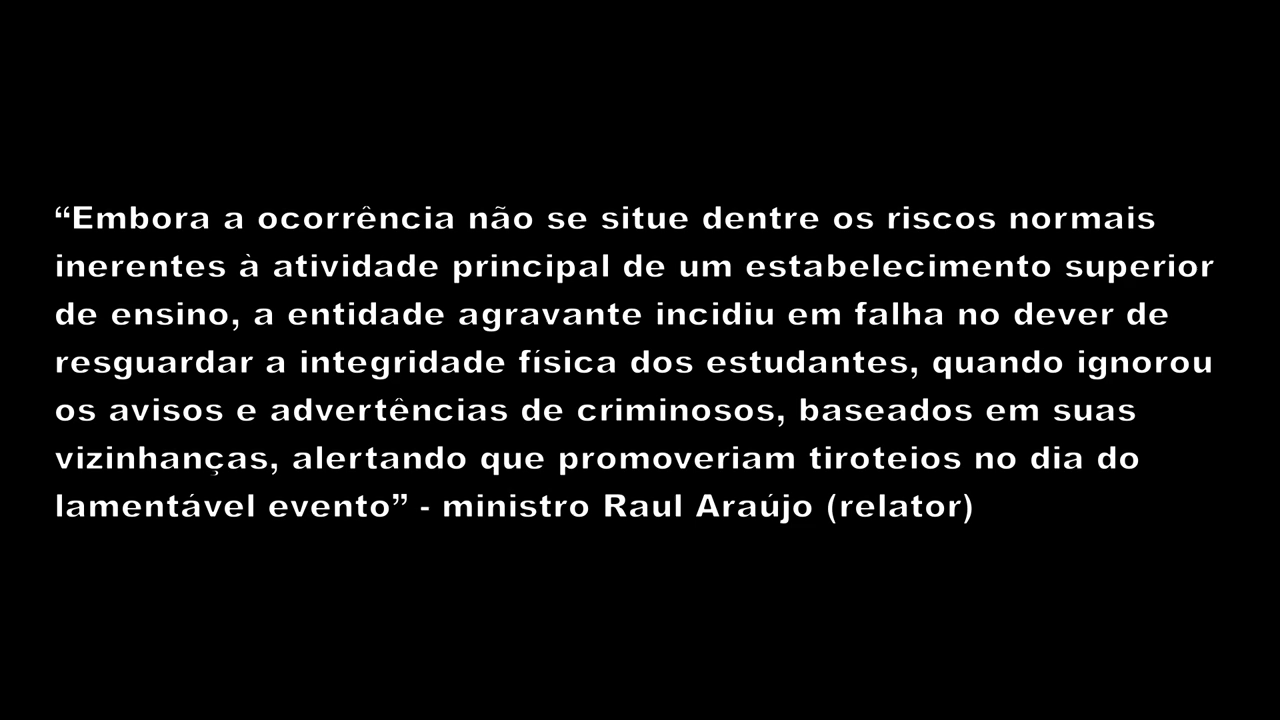 “Embora a ocorrência não se situe dentre os riscos normais
inerentes à atividade principal de um estabelecimento superior
de ensino, a entidade agravante incidiu em falha no dever de
resguardar a integridade física dos estudantes, quando ignorou
os avisos e advertências de criminosos, baseados em suas
vizinhanças, alertando que promoveriam tiroteios no dia do
lamentável evento” - ministro Raul Araújo (relator)